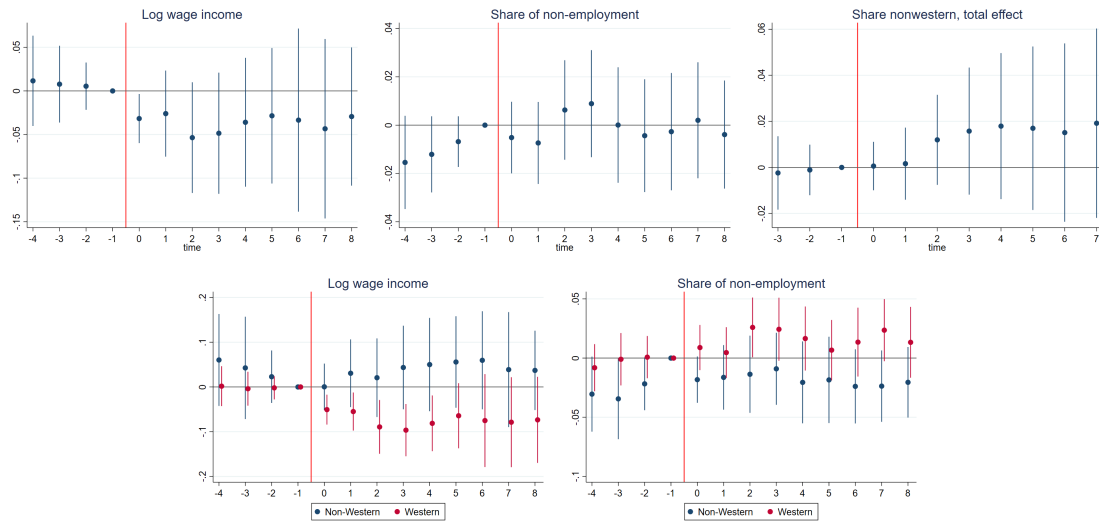 Log wage income
.05
0
-.05
-.1
-.15
-4 -3 -2 -1 0 1 2 3 4 5 6 7 8
time
Share of non-employment
.04
.02
0
-.02
-.04
-4 -3 -2 -1 0 1 2 3 4 5 6 7 8
time
Share nonwestern, total effect
.06
.04
.02
0
-.02
-3 -2 -1 0 1 2 3 4 5 6 7
time
Log wage income
.2
.1
0
-.1
-.2
-4 -3 -2 -1 0 1 2 3 4 5 6 7 8
Non-Western Western
Share of non-employment
.05
0
-.05
-.1
-4 -3 -2 -1 0 1 2 3 4 5 6 7 8
Non-Western Western